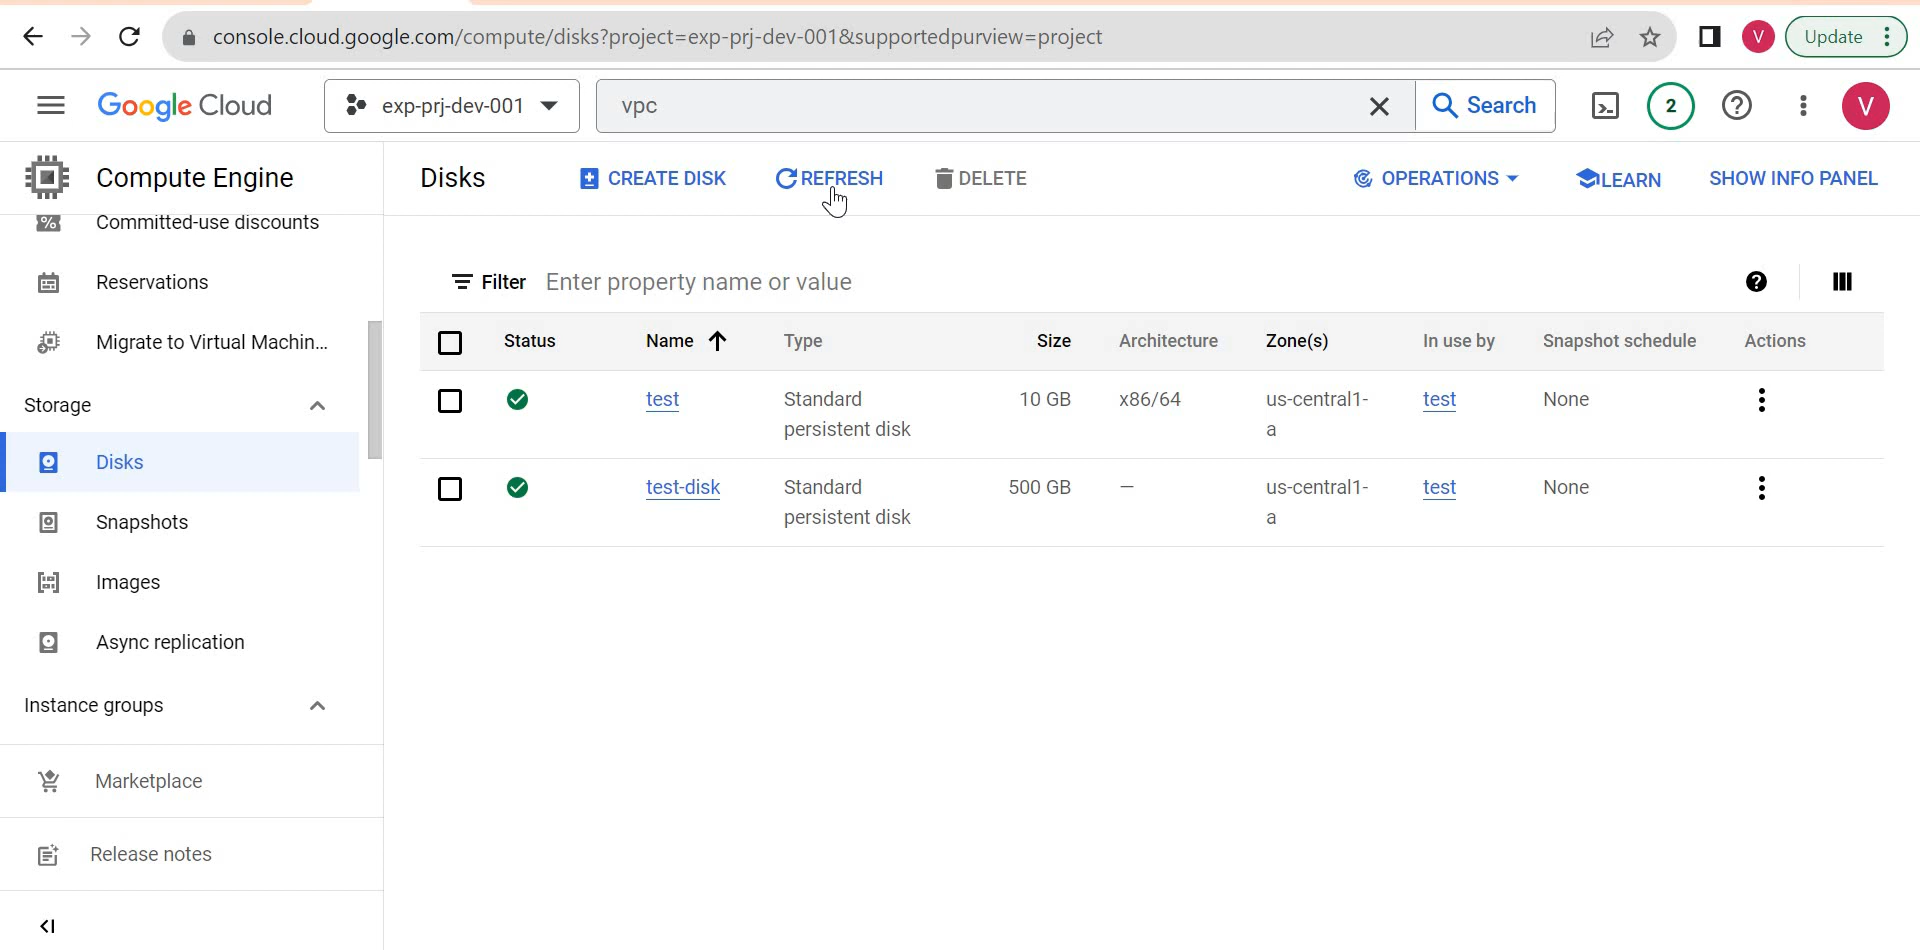 console.cloud.google.com/compute/disks?project=exp-prj-dev-001&supportedpurview=project
V
Update
Google Cloud
exp-prj-dev-001
vpc
Search
2
V
Compute Engine
Disks
CREATE DISK
REFRESH
DELETE
OPERATIONS
LEARN
SHOW INFO PANEL
Committed-use discounts
Reservations
Migrate to Virtual Machin...
Storage
Disks
Snapshots
Images
Async replication
Instance groups
Marketplace
Release notes
Filter Enter property name or value
Status Name Type Size Architecture Zone(s) In use by Snapshot schedule Actions
test Standard 10 GB x86/64 us-central1- test None
persistent disk a
test-disk Standard 500 GB — us-central1- test None
persistent disk a